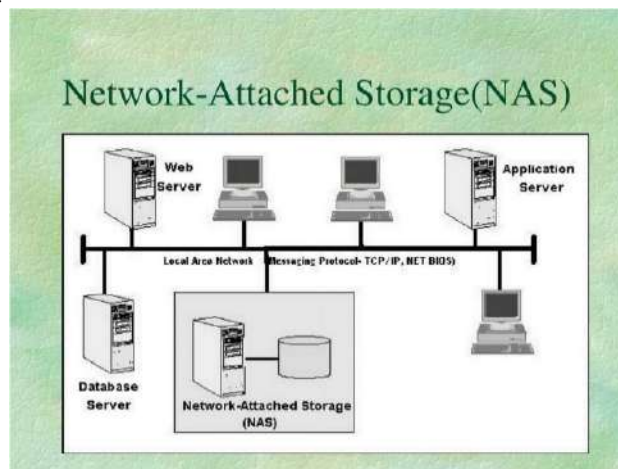 Network-Attached Storage(NAS)
Web
Server
Application
Server
Local Area Network (Messaging Protocol- TCP/IP, NET BIOS)
Database
Server
Network-Attached Storage
(NAS)